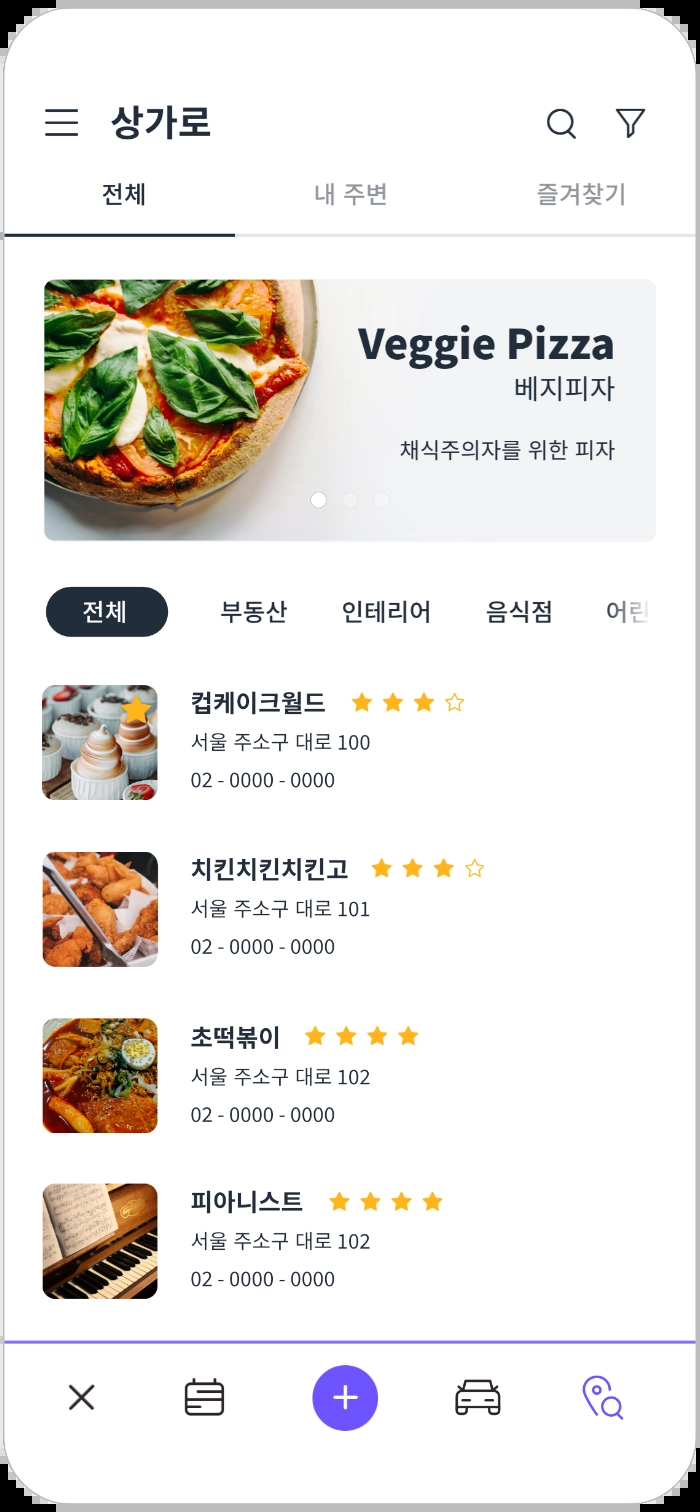 상가로
전체 내 주변 즐겨찾기
Veggie Pizza
베지피자
채식주의자를 위한 피자
전체 부동산 인테리어 음식점 어린
컵케이크월드
서울 주소구 대로 100
02 - 0000 - 0000
치킨치킨치킨고
서울 주소구 대로 101
02 - 0000 - 0000
초떡볶이
서울 주소구 대로 102
02 - 0000 - 0000
피아니스트
서울 주소구 대로 102
02 - 0000 - 0000